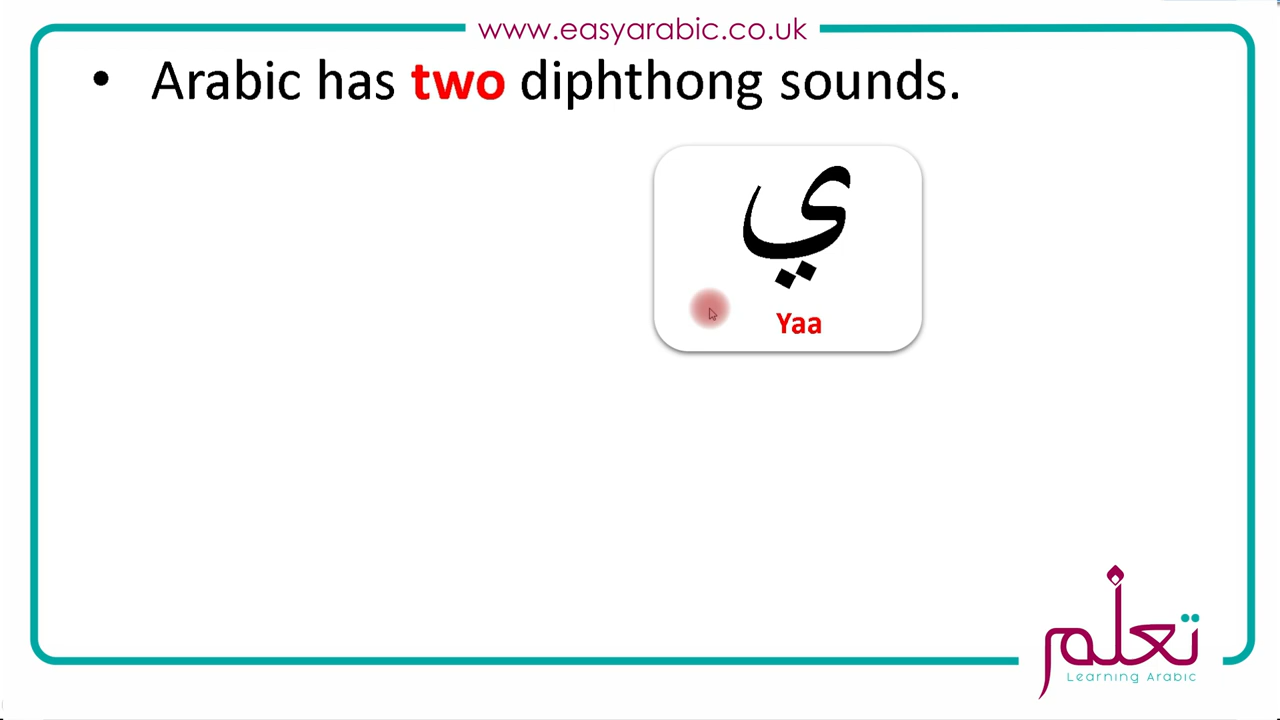 www.easyarabic.co.uk
• Arabic has two diphthong sounds.
ي
Yaa
تعلم
Learning Arabic